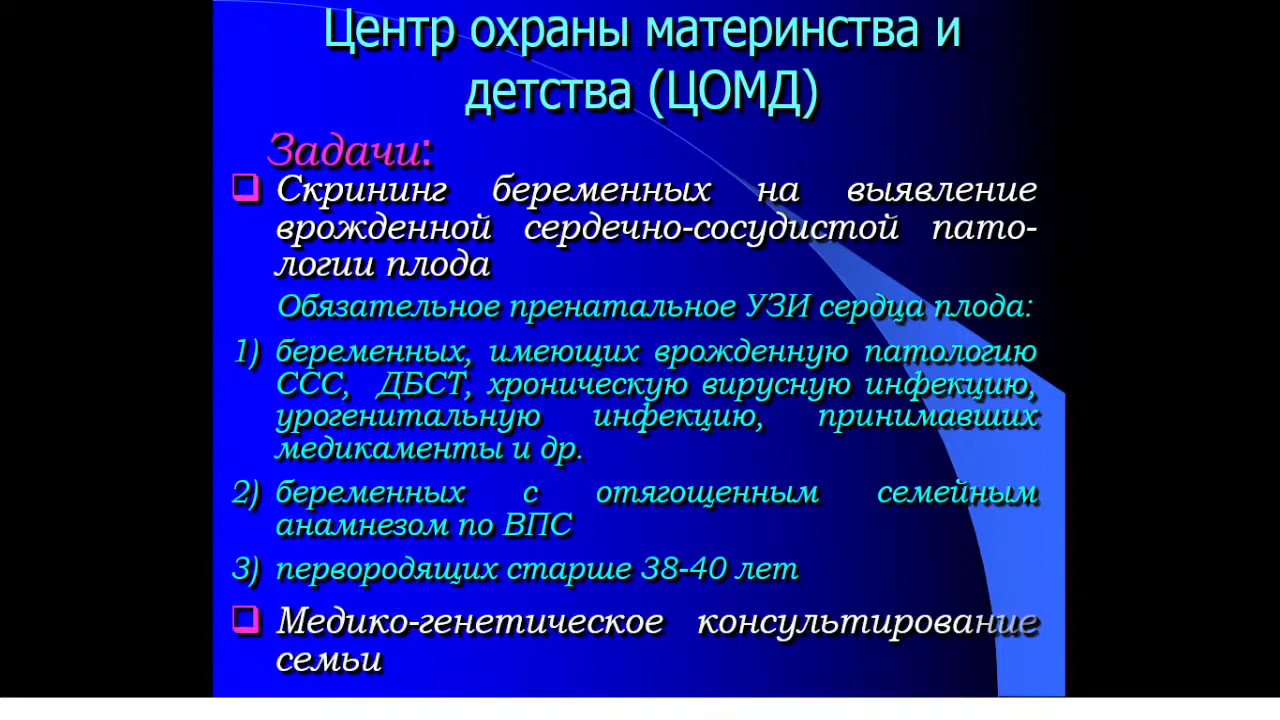 Центр охраны материнства и
детства (ЦОМД)
Задачи:
Скрининг беременных на выявление
врожденной сердечно-сосудистой пато-
логии плода
Обязательное пренатальное УЗИ сердца плода:
1) беременных, имеющих врожденную патологию
ССС, ДБСТ, хроническую вирусную инфекцию,
урогенитальную инфекцию, принимавших
медикаменты и др.
2) беременных с отягощенным семейным
анамнезом по ВПС
3) первородящих старше 38-40 лет
Медико-генетическое консультирование
семьи